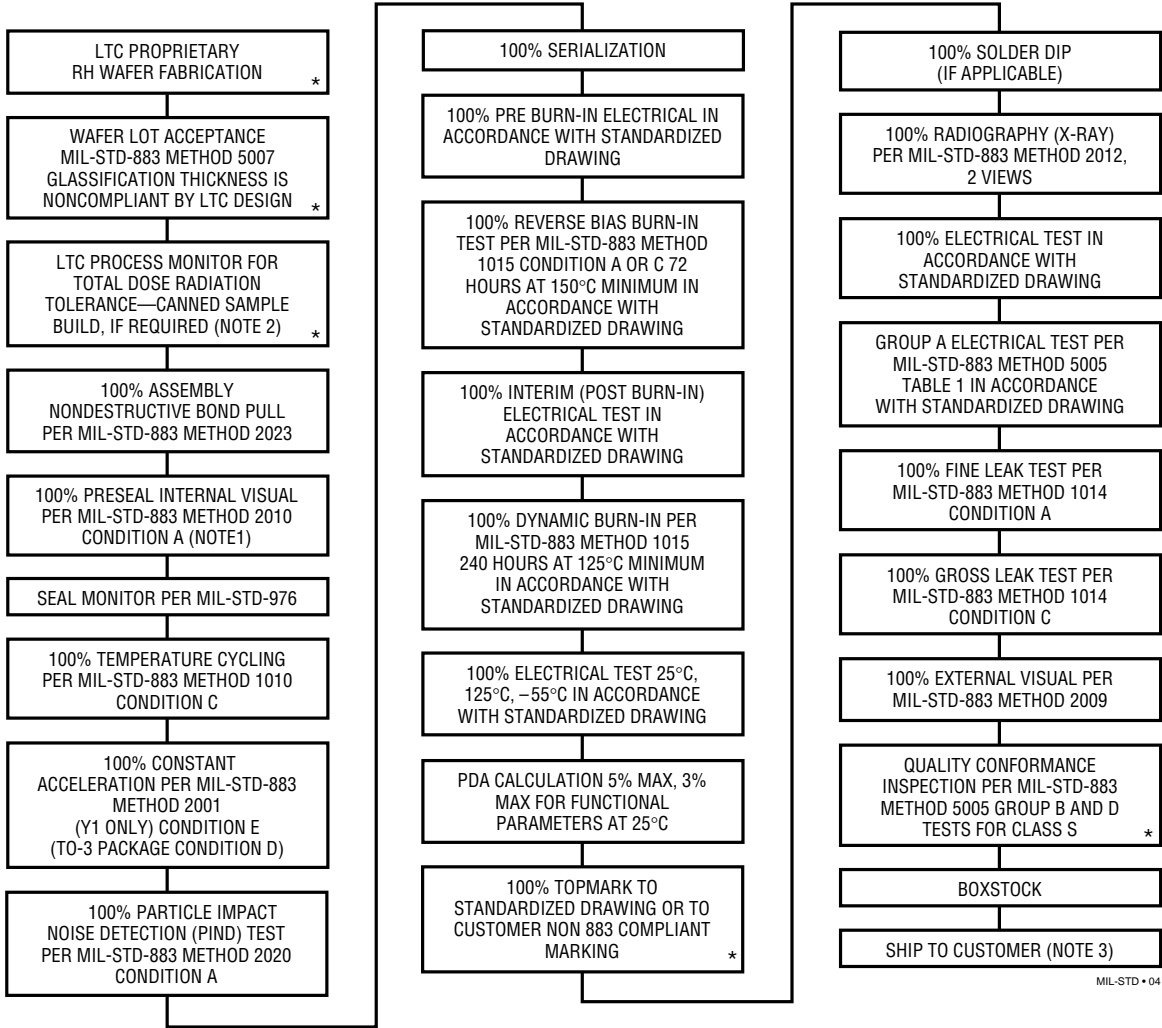 LTC PROPRIETARY
RH WAFER FABRICATION
*
WAFER LOT ACCEPTANCE
MIL-STD-883 METHOD 5007
GLASSIFICATION THICKNESS IS
NONCOMPLIANT BY LTC DESIGN
*
LTC PROCESS MONITOR FOR
TOTAL DOSE RADIATION
TOLERANCE—CANNED SAMPLE
BUILD, IF REQUIRED (NOTE 2)
*
100% ASSEMBLY
NONDESTRUCTIVE BOND PULL
PER MIL-STD-883 METHOD 2023
100% PRESEAL INTERNAL VISUAL
PER MIL-STD-883 METHOD 2010
CONDITION A (NOTE1)
SEAL MONITOR PER MIL-STD-976
100% TEMPERATURE CYCLING
PER MIL-STD-883 METHOD 1010
CONDITION C
100% CONSTANT
ACCELERATION PER MIL-STD-883
METHOD 2001
(Y1 ONLY) CONDITION E
(TO-3 PACKAGE CONDITION D)
100% PARTICLE IMPACT
NOISE DETECTION (PIND) TEST
PER MIL-STD-883 METHOD 2020
CONDITION A
100% SERIALIZATION
100% PRE BURN-IN ELECTRICAL IN
ACCORDANCE WITH STANDARDIZED
DRAWING
100% REVERSE BIAS BURN-IN
TEST PER MIL-STD-883 METHOD
1015 CONDITION A OR C 72
HOURS AT 150°C MINIMUM IN
ACCORDANCE WITH
STANDARDIZED DRAWING
100% INTERIM (POST BURN-IN)
ELECTRICAL TEST IN
ACCORDANCE WITH
STANDARDIZED DRAWING
100% DYNAMIC BURN-IN PER
MIL-STD-883 METHOD 1015
240 HOURS AT 125°C MINIMUM
IN ACCORDANCE WITH
STANDARDIZED DRAWING
100% ELECTRICAL TEST 25°C,
125°C, –55°C IN ACCORDANCE
WITH STANDARDIZED DRAWING
PDA CALCULATION 5% MAX, 3%
MAX FOR FUNCTIONAL
PARAMETERS AT 25°C
100% TOPMARK TO
STANDARDIZED DRAWING OR TO
CUSTOMER NON 883 COMPLIANT
MARKING
*
100% SOLDER DIP
(IF APPLICABLE)
100% RADIOGRAPHY (X-RAY)
PER MIL-STD-883 METHOD 2012,
2 VIEWS
100% ELECTRICAL TEST IN
ACCORDANCE WITH
STANDARDIZED DRAWING
GROUP A ELECTRICAL TEST PER
MIL-STD-883 METHOD 5005
TABLE 1 IN ACCORDANCE
WITH STANDARDIZED DRAWING
100% FINE LEAK TEST PER
MIL-STD-883 METHOD 1014
CONDITION A
100% GROSS LEAK TEST PER
MIL-STD-883 METHOD 1014
CONDITION C
100% EXTERNAL VISUAL PER
MIL-STD-883 METHOD 2009
QUALITY CONFORMANCE
INSPECTION PER MIL-STD-883
METHOD 5005 GROUP B AND D
TESTS FOR CLASS S
*
BOXSTOCK
SHIP TO CUSTOMER (NOTE 3)
MIL-STD • 04